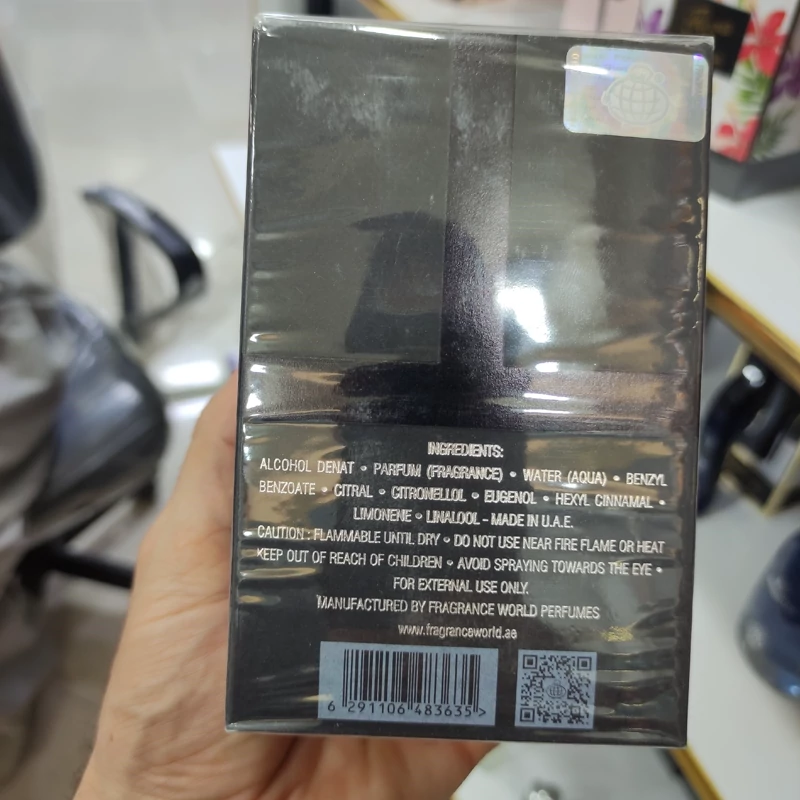 INGREDIENTS:
ALCOHOL DENAT • PARFUM (FRAGRANCE) • WATER (AQUA) • BENZYL
BENZOATE • CITRAL • CITRONELLOL • EUGENOL • HEXYL CINNAMAL •
LIMONENE • LINALOOL - MADE IN U.A.E.
CAUTION : FLAMMABLE UNTIL DRY • DO NOT USE NEAR FIRE FLAME OR HEAT
KEEP OUT OF REACH OF CHILDREN • AVOID SPRAYING TOWARDS THE EYE •
FOR EXTERNAL USE ONLY.
MANUFACTURED BY FRAGRANCE WORLD PERFUMES
www.fragranceworld.ae
6 291106 483635 >